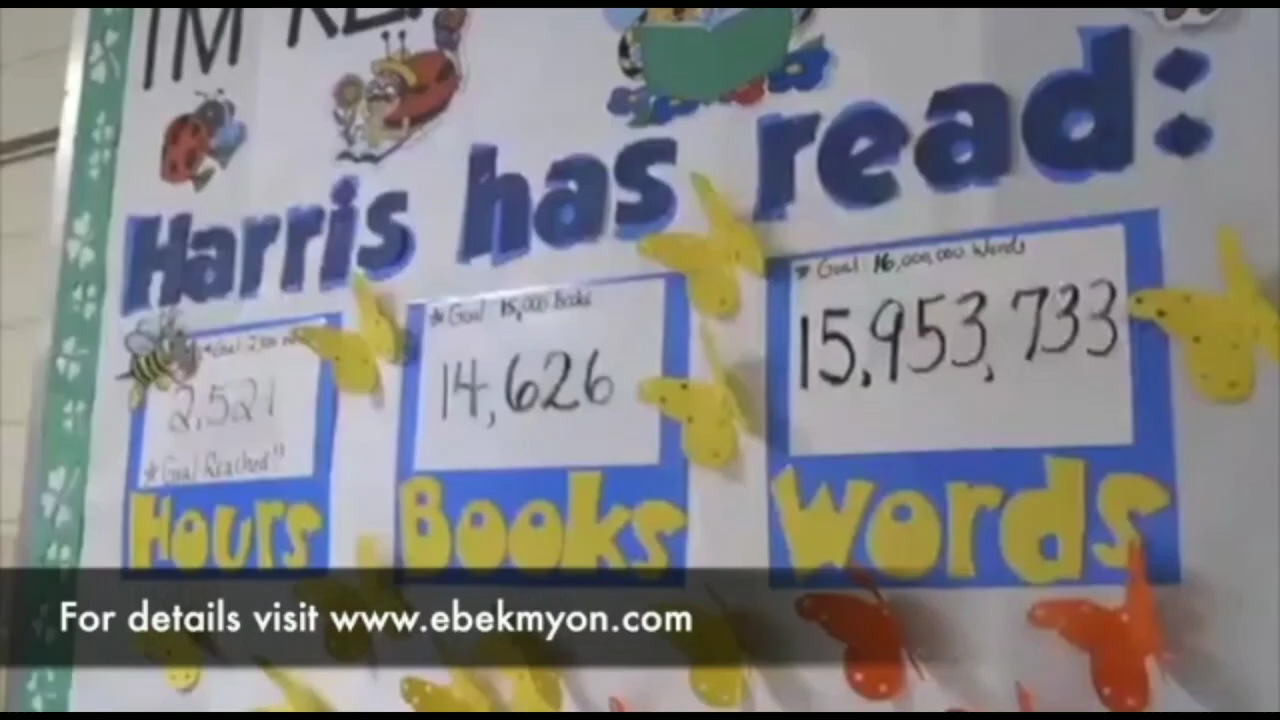 I'M
Harris has read:
2,521
* Goal Reached!!
Hours
* Goal: 15,000 Books
14,626
Books
* Goal: 16,000,000 Words
15,953,733
Words
For details visit www.ebekmyon.com